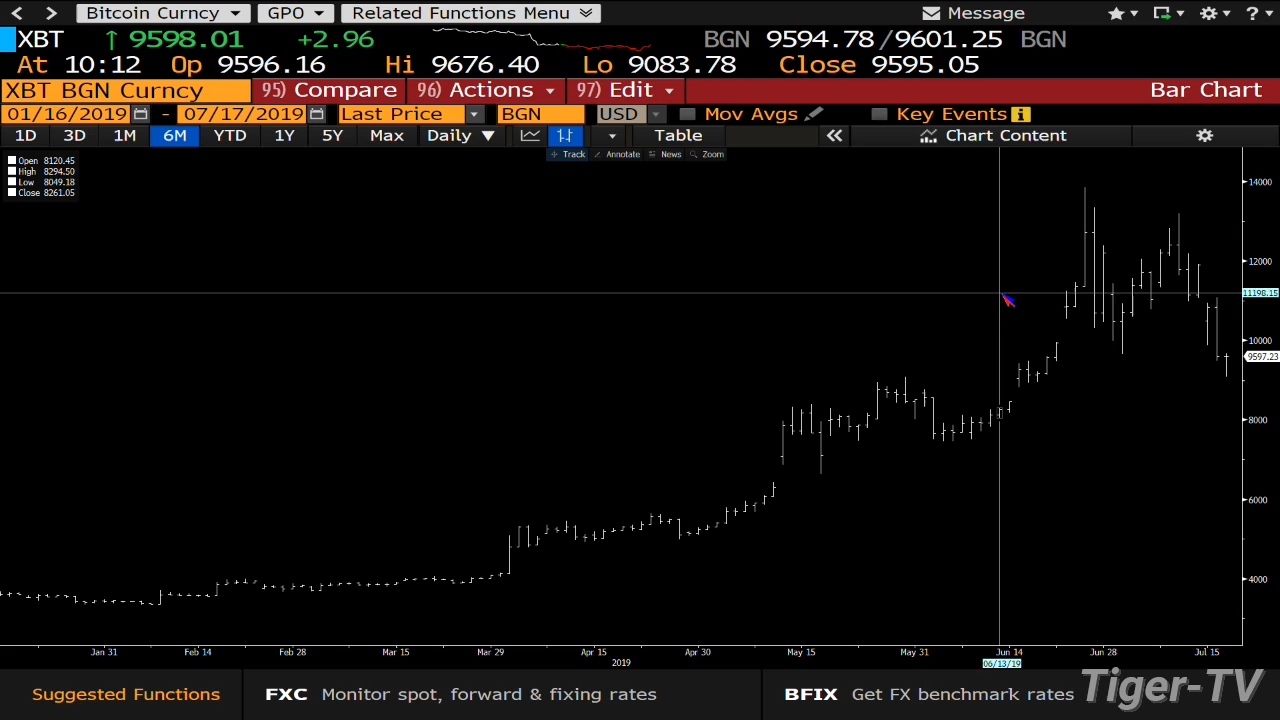 Bitcoin Curncy GPO Related Functions Menu Message ?
XBT ↑ 9598.01 +2.96 BGN 9594.78/9601.25 BGN
At 10:12 Op 9596.16 Hi 9676.40 Lo 9083.78 Close 9595.05
XBT BGN Curncy 95) Compare 96) Actions 97) Edit Bar Chart
01/16/2019 - 07/17/2019 Last Price BGN USD Mov Avgs Key Events i
1D 3D 1M 6M YTD 1Y 5Y Max Daily ▼ Table « Chart Content
Track Annotate News Zoom
Open 8120.45
High 8294.50
Low 8049.18
Close 8261.05
14000
12000
11198.15
10000
9597.23
8000
6000
4000
Jan 31 Feb 14 Feb 28 Mar 15 Mar 29 Apr 15 Apr 30 May 15 May 31 Jun 14 Jun 28 Jul 15
2019 06/13/19
Suggested Functions FXC Monitor spot, forward & fixing rates BFIX Get FX benchmark rates
Tiger-TV